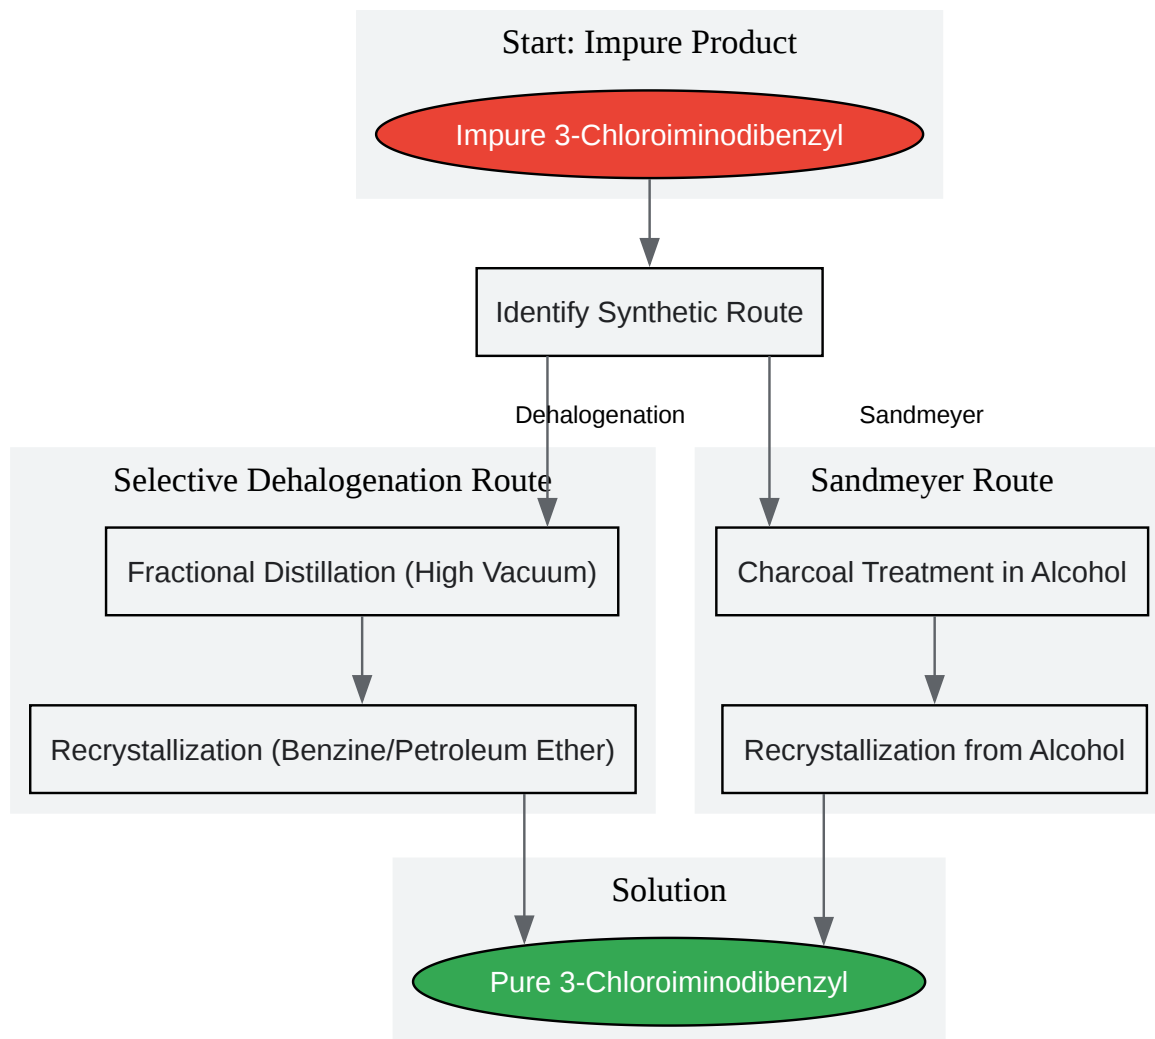 Start: Impure Product
Impure 3-Chloroiminodibenzyl
Identify Synthetic Route
Dehalogenation
Sandmeyer
Selective Dehalogenation Route
Sandmeyer Route
Fractional Distillation (High Vacuum)
Charcoal Treatment in Alcohol
Recrystallization (Benzine/Petroleum Ether)
Recrystallization from Alcohol
Solution
Pure 3-Chloroiminodibenzyl